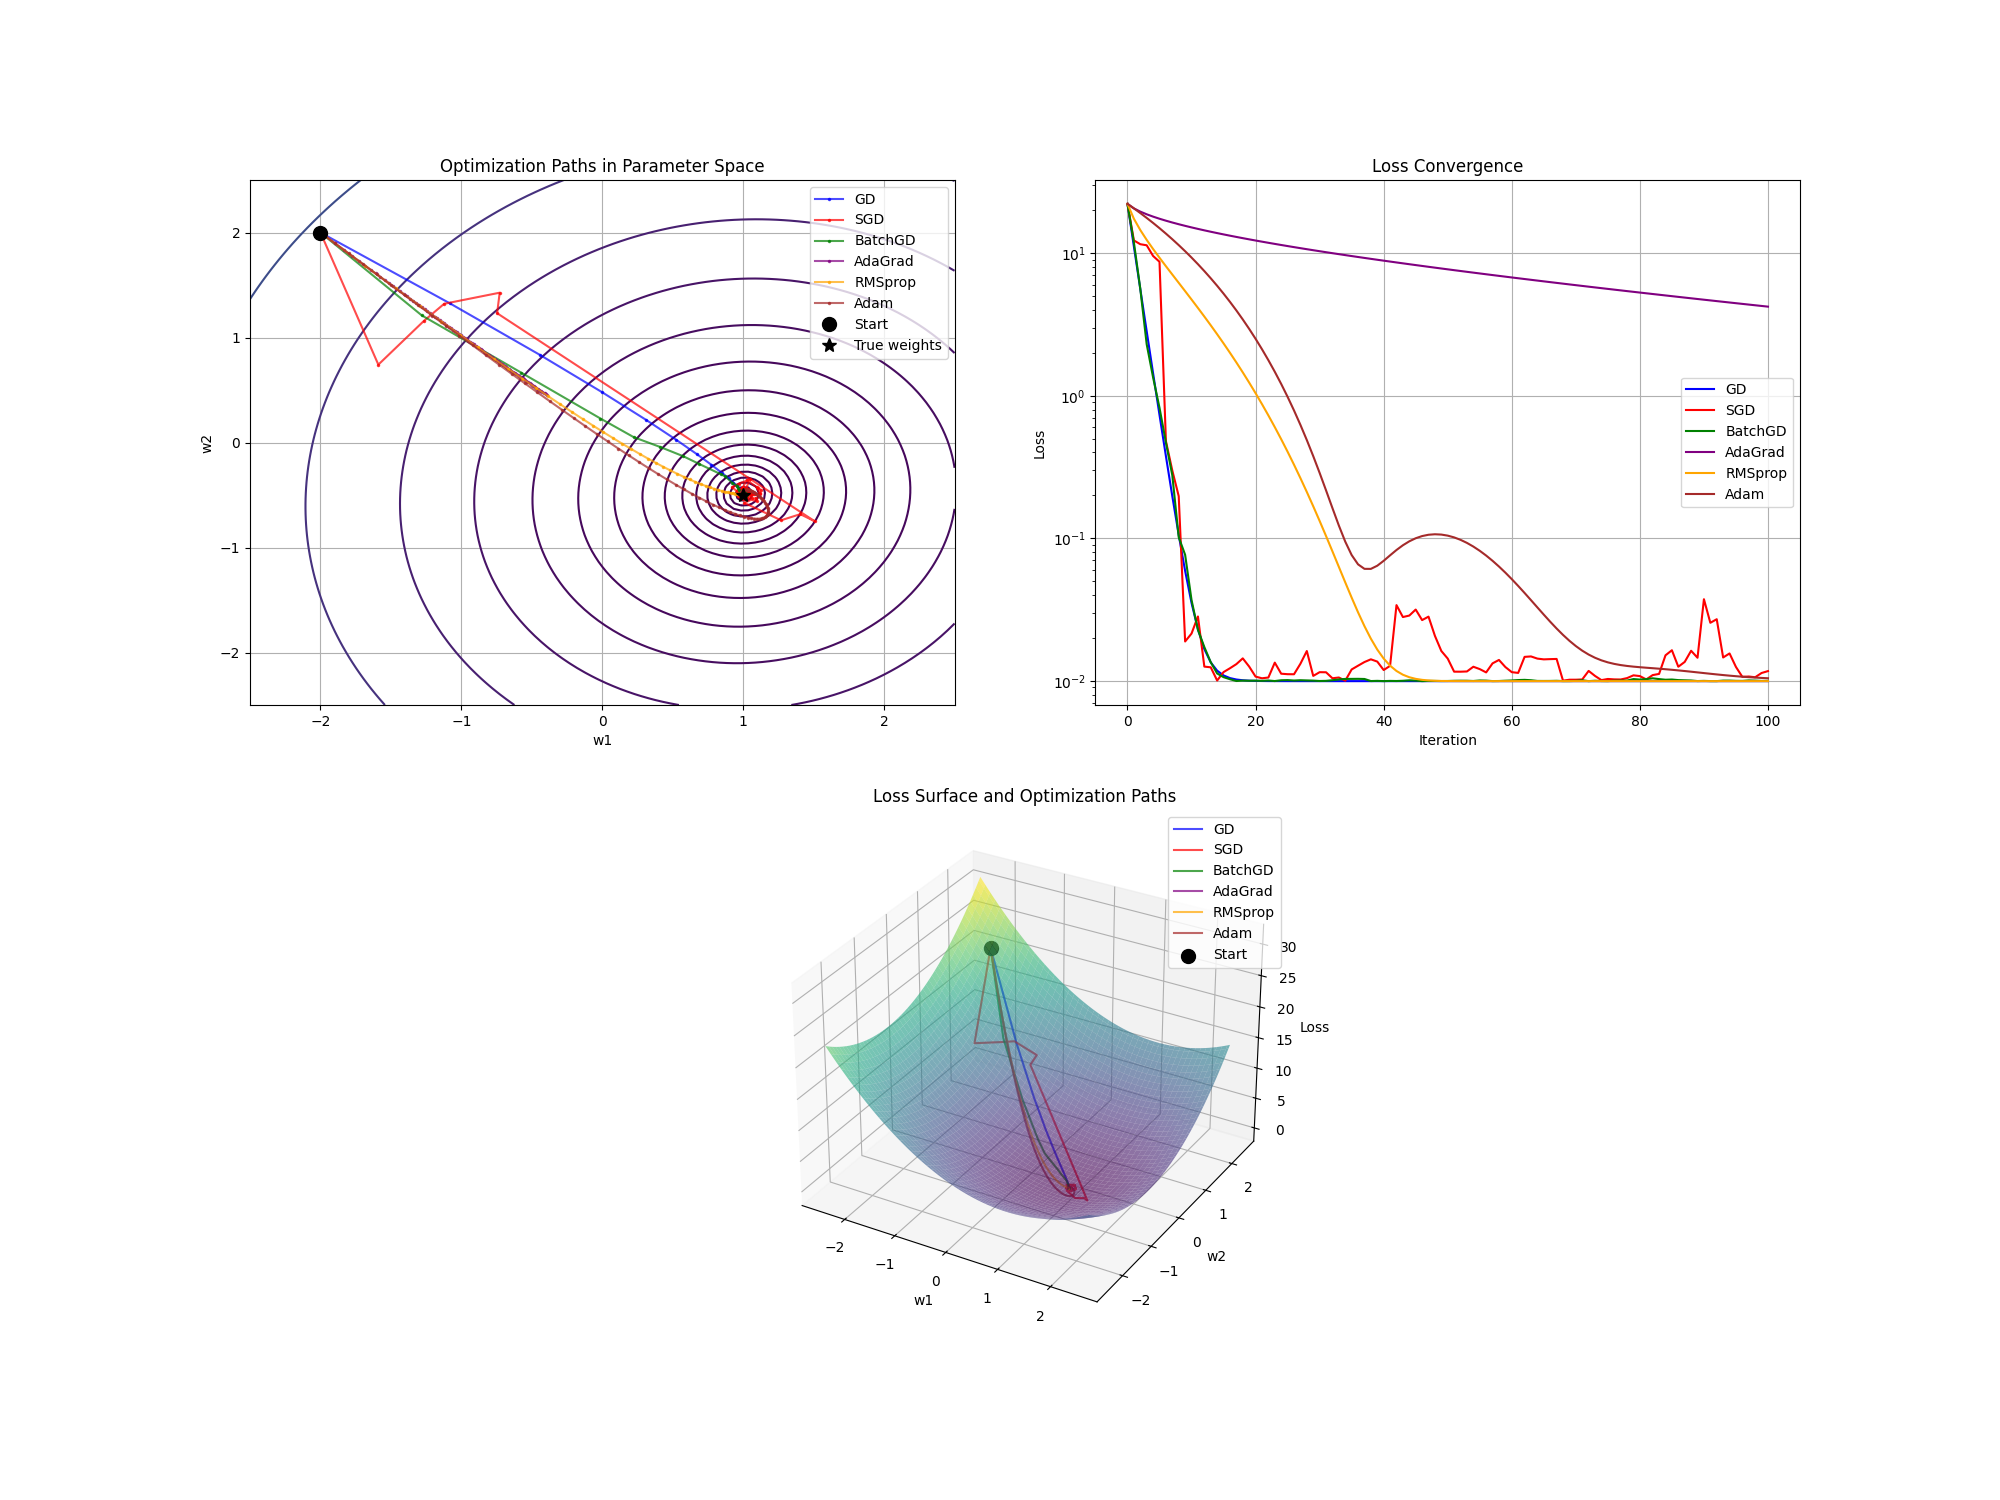 Optimization Paths in Parameter Space
GD
SGD
BatchGD
AdaGrad
RMSprop
Adam
Start
True weights
2
1
0
−1
−2
w2
−2
−1
0
1
2
w1
Loss Convergence
10^1
10^0
10^−1
10^−2
Loss
GD
SGD
BatchGD
AdaGrad
RMSprop
Adam
0
20
40
60
80
100
Iteration
Loss Surface and Optimization Paths
GD
SGD
BatchGD
AdaGrad
RMSprop
Adam
Start
30
25
20
15
10
5
0
Loss
2
1
0
−1
−2
w2
−2
−1
0
1
2
w1